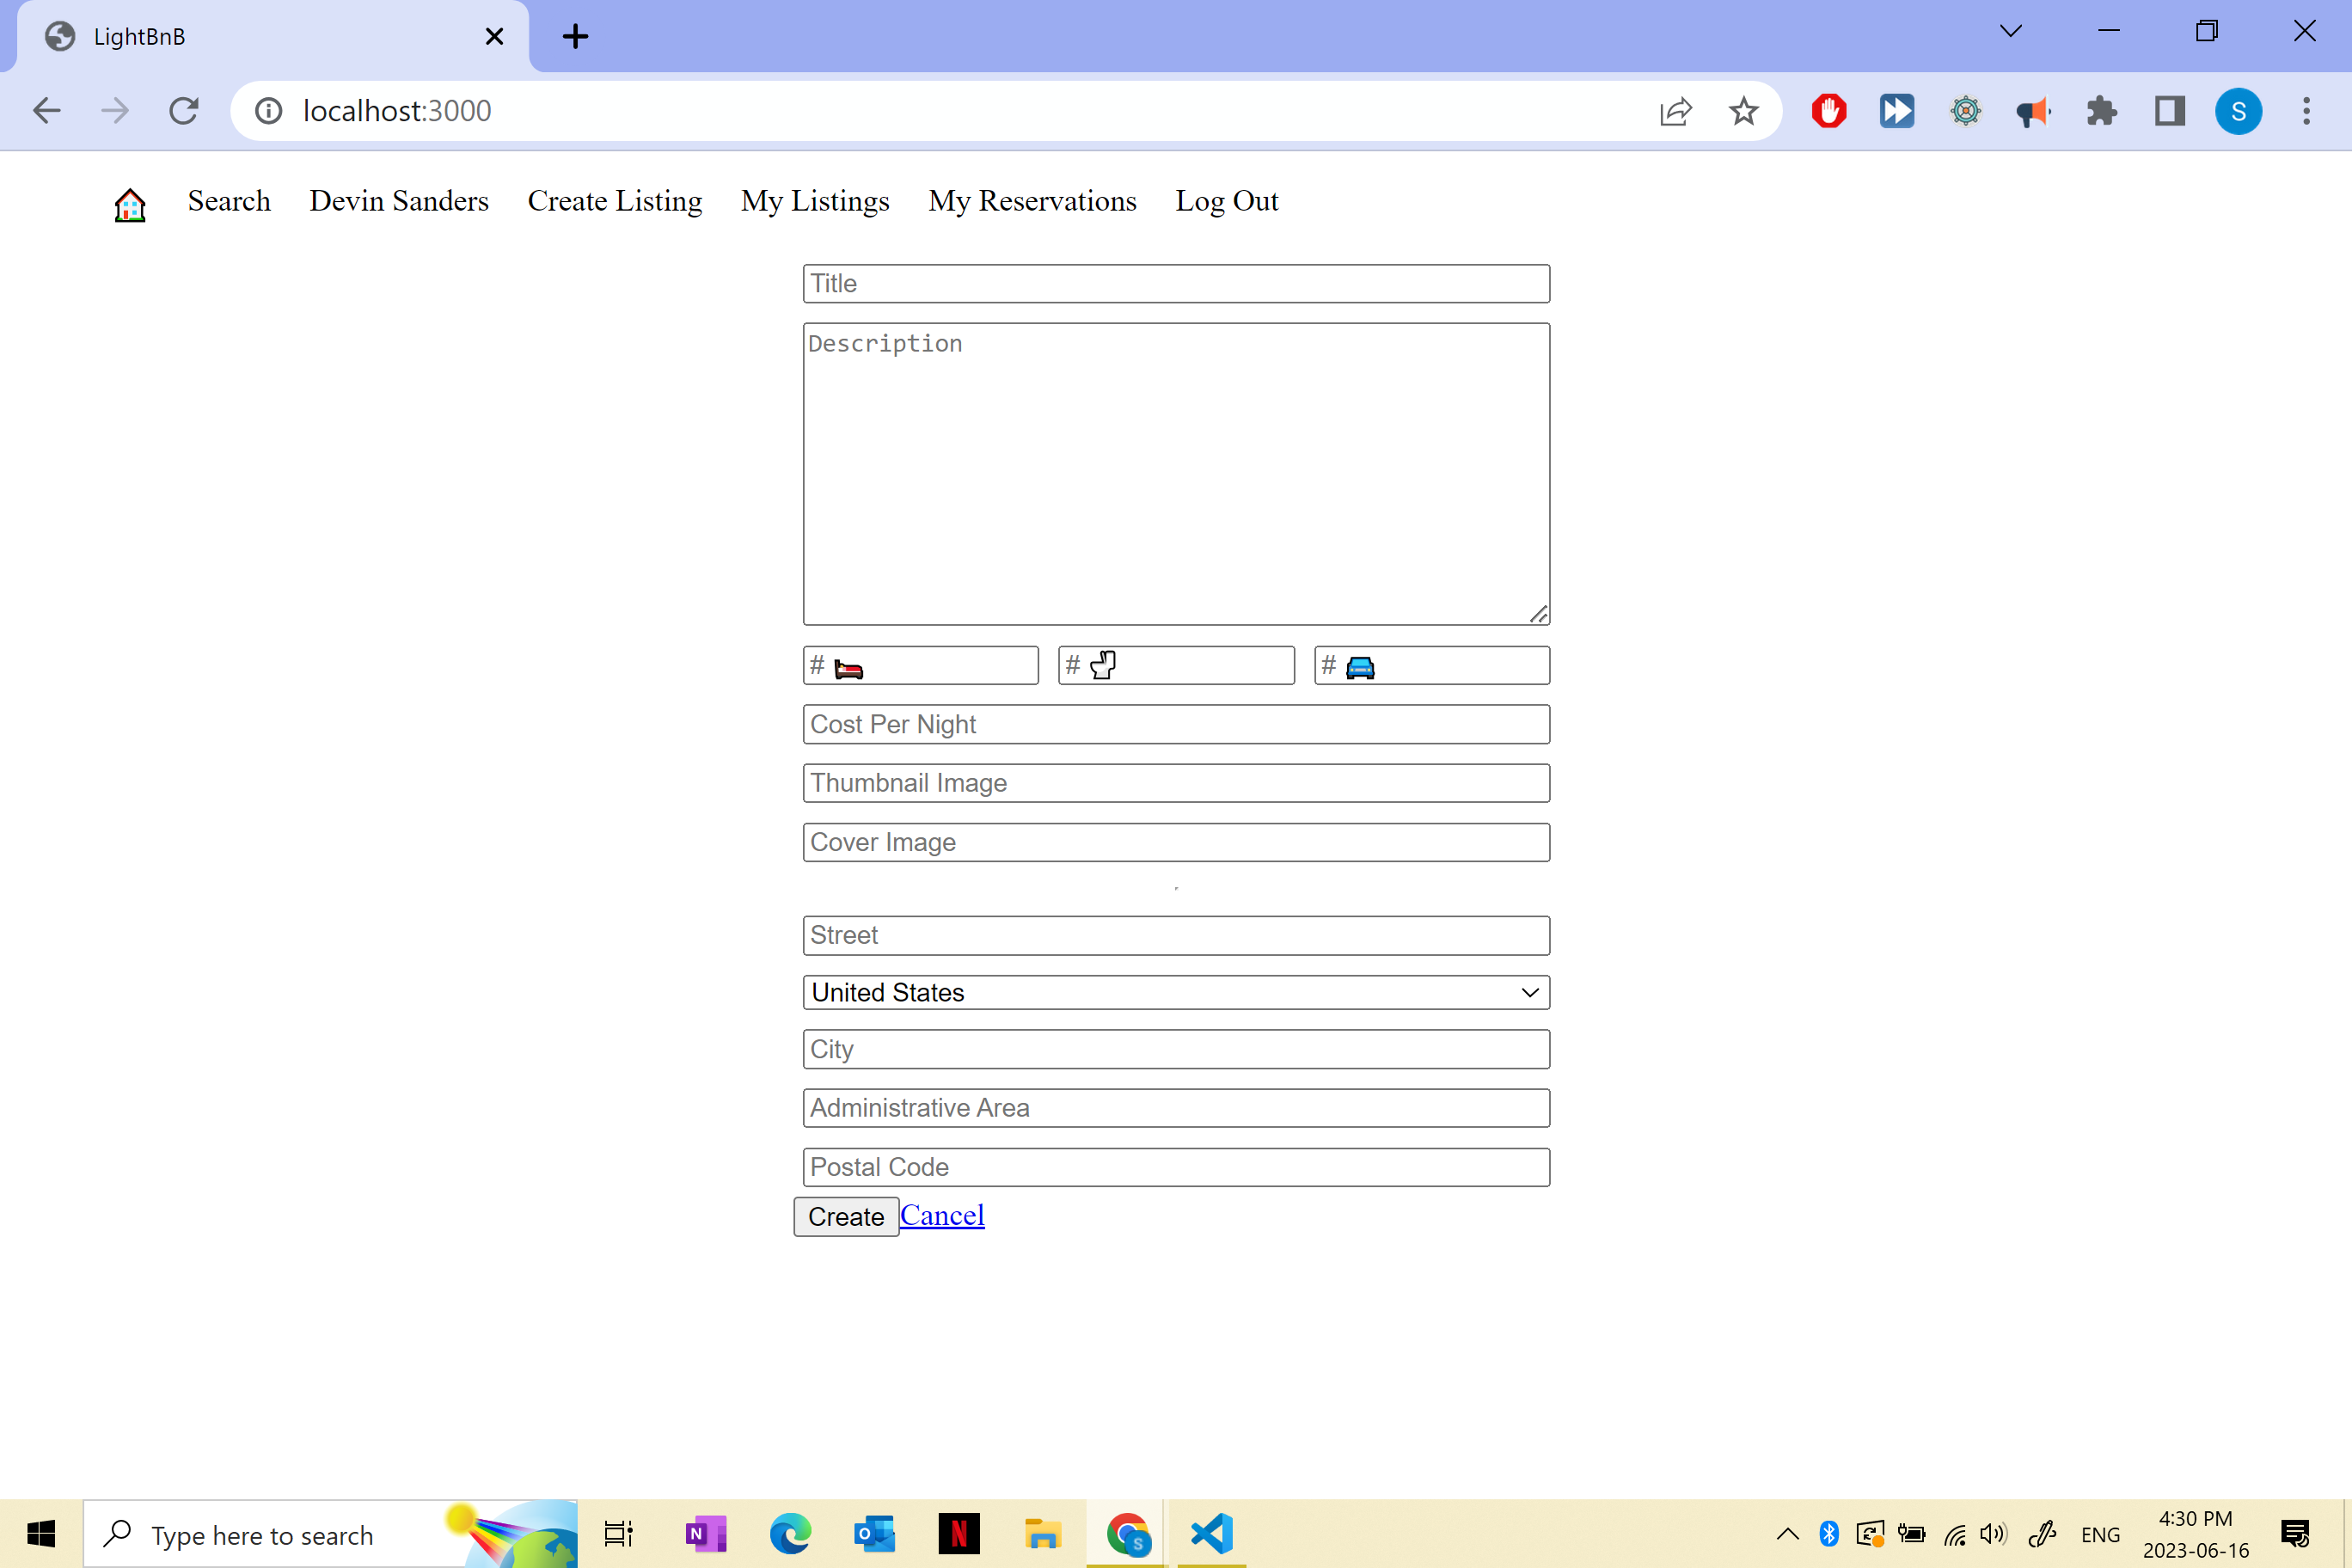 LightBnB
localhost:3000
S
Search Devin Sanders Create Listing My Listings My Reservations Log Out
Title
Description
# # #
Cost Per Night
Thumbnail Image
Cover Image
Street
United States
City
Administrative Area
Postal Code
Create Cancel
Type here to search
N
O
N
S
ENG
4:30 PM
2023-06-16